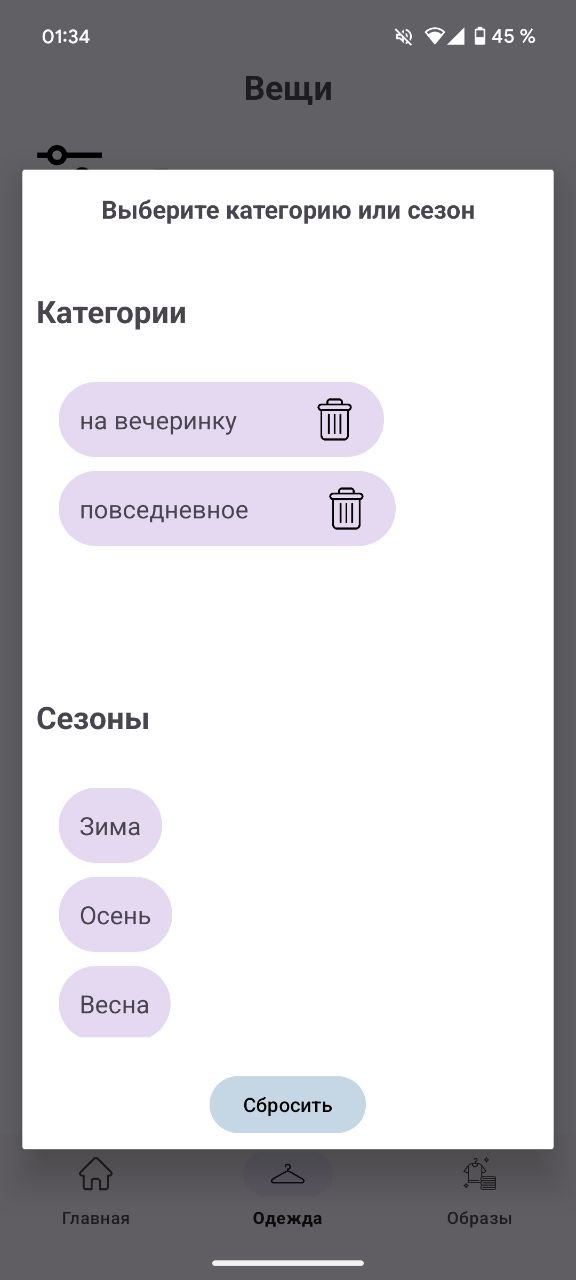 01:34
45 %
Вещи
Выберите категорию или сезон
Категории
на вечеринку
повседневное
Сезоны
Зима
Осень
Весна
Сбросить
Главная
Одежда
Образы